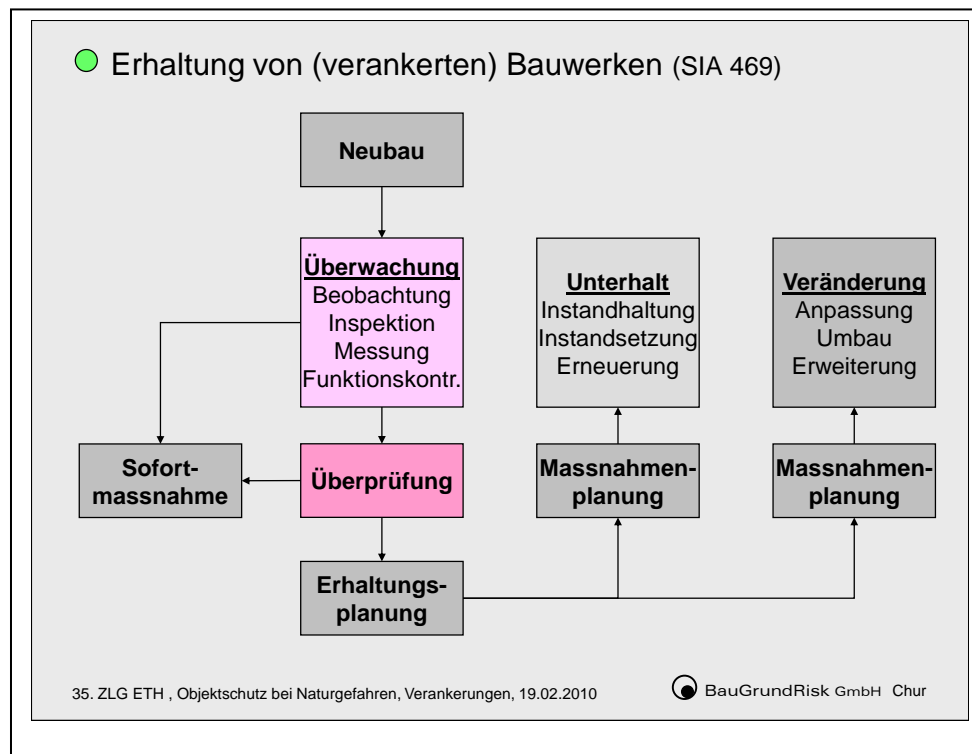 Erhaltung von (verankerten) Bauwerken (SIA 469)
Neubau
Überwachung
Beobachtung
Inspektion
Messung
Funktionskontr.
Unterhalt
Instandhaltung
Instandsetzung
Erneuerung
Veränderung
Anpassung
Umbau
Erweiterung
Sofort-
massnahme
Überprüfung
Massnahmen-
planung
Massnahmen-
planung
Erhaltungs-
planung
35. ZLG ETH , Objektschutz bei Naturgefahren, Verankerungen, 19.02.2010
BauGrundRisk GmbH Chur